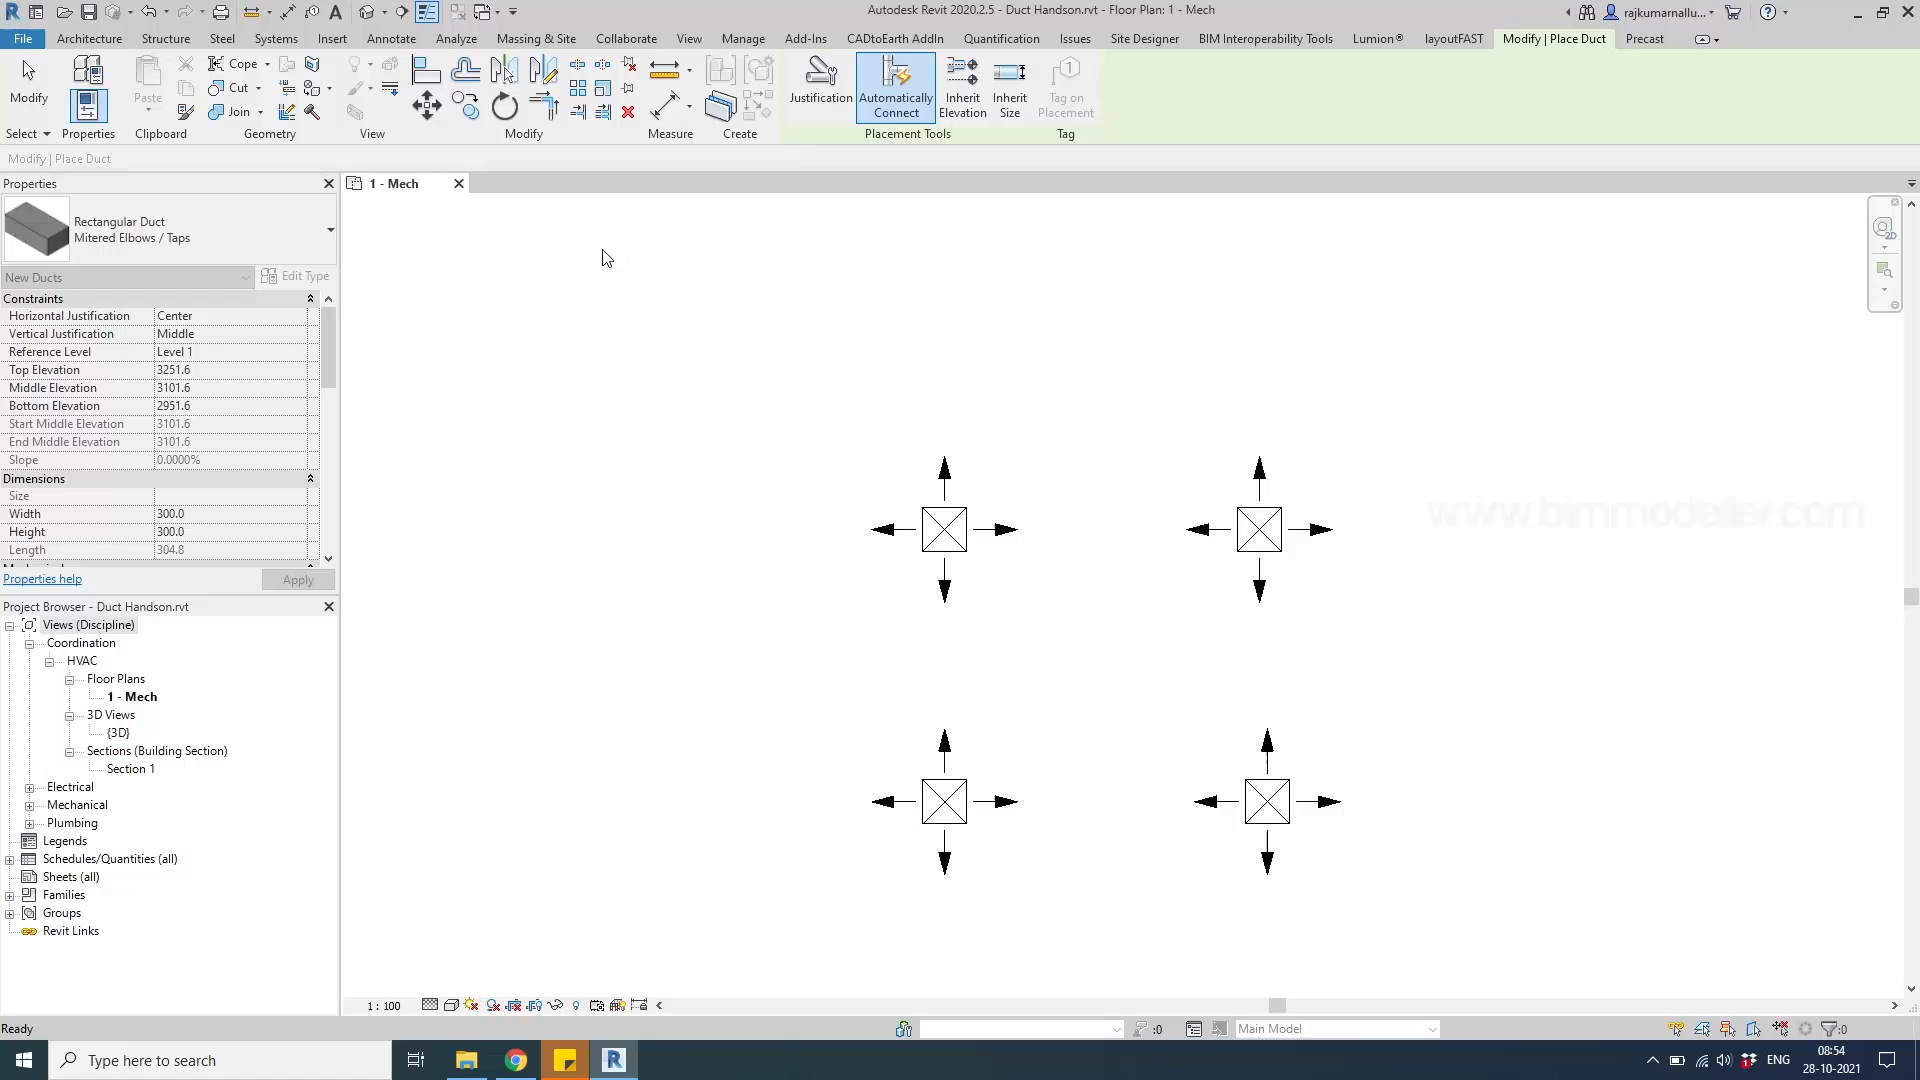 Autodesk Revit 2020.2.5 - Duct Handson.rvt - Floor Plan: 1 - Mech
rajkumarnallu...
File Architecture Structure Steel Systems Insert Annotate Analyze Massing & Site Collaborate View Manage Add-Ins CADtoEarth AddIn Quantification Issues Site Designer BIM Interoperability Tools Lumion® layoutFAST Modify | Place Duct Precast
Modify
Paste
Cope
Cut
Join
Justification
Automatically Connect
Inherit Elevation
Inherit Size
1
Tag on Placement
Select Properties Clipboard Geometry View Modify Measure Create Placement Tools Tag
Modify | Place Duct
Properties
1 - Mech
Rectangular Duct
Mitered Elbows / Taps
New Ducts
Edit Type
Constraints
Horizontal Justification Center
Vertical Justification Middle
Reference Level Level 1
Top Elevation 3251.6
Middle Elevation 3101.6
Bottom Elevation 2951.6
Start Middle Elevation 3101.6
End Middle Elevation 3101.6
Slope 0.0000%
Dimensions
Size
Width 300.0
Height 300.0
Length 304.8
Properties help
Apply
2D
www.bimmodeller.com
Project Browser - Duct Handson.rvt
Views (Discipline)
Coordination
HVAC
Floor Plans
1 - Mech
3D Views
{3D}
Sections (Building Section)
Section 1
Electrical
Mechanical
Plumbing
Legends
Schedules/Quantities (all)
Sheets (all)
Families
Groups
Revit Links
1 : 100
Ready
:0
Main Model
:0
Type here to search
ENG
08:54
28-10-2021